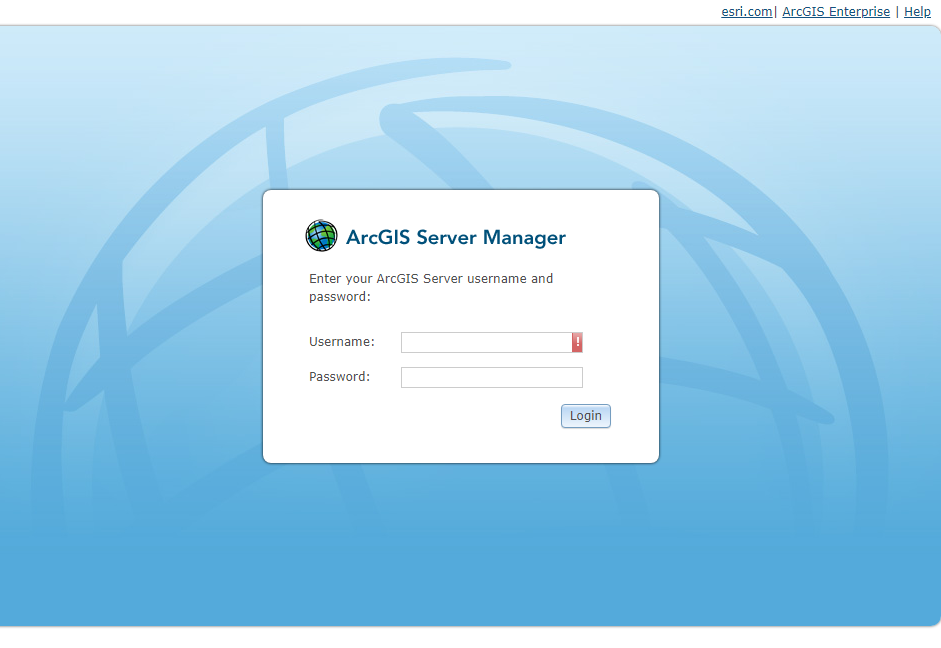 esri.com| ArcGIS Enterprise | Help
ArcGIS Server Manager
Enter your ArcGIS Server username and
password:
Username: !
Password:
Login